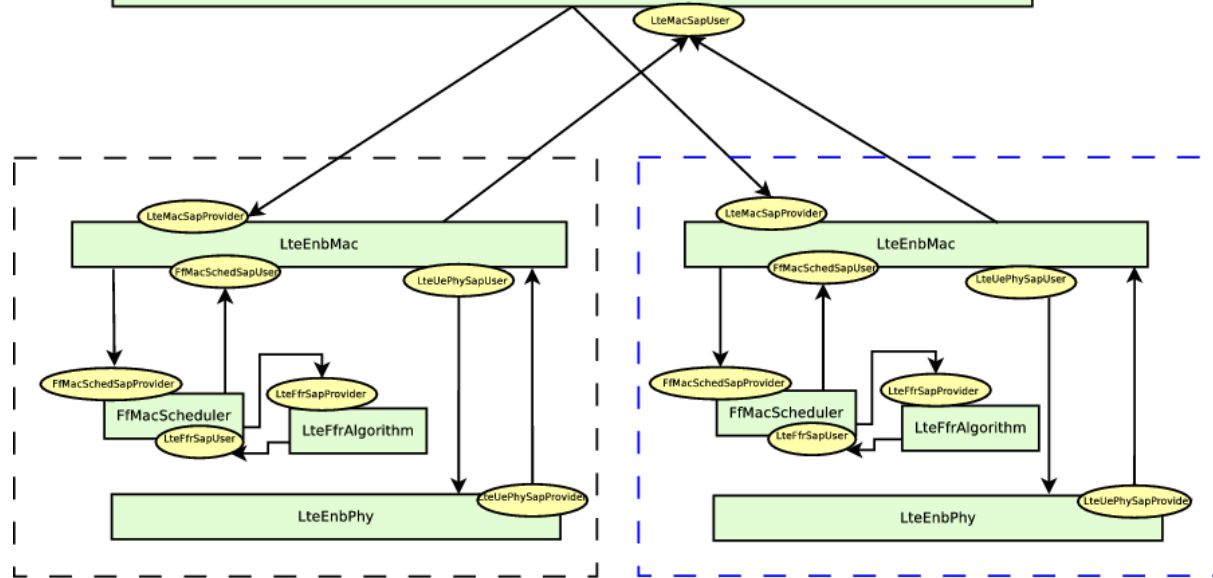 LteMacSapUser
LteMacSapProvider
LteEnbMac
FfMacSchedSapUser
LteUePhySapUser
FfMacSchedSapProvider
FfMacScheduler
LteFfrSapProvider
LteFfrSapUser
LteFfrAlgorithm
LteUePhySapProvider
LteEnbPhy
LteMacSapProvider
LteEnbMac
FfMacSchedSapUser
LteUePhySapUser
FfMacSchedSapProvider
FfMacScheduler
LteFfrSapProvider
LteFfrSapUser
LteFfrAlgorithm
LteUePhySapProvider
LteEnbPhy